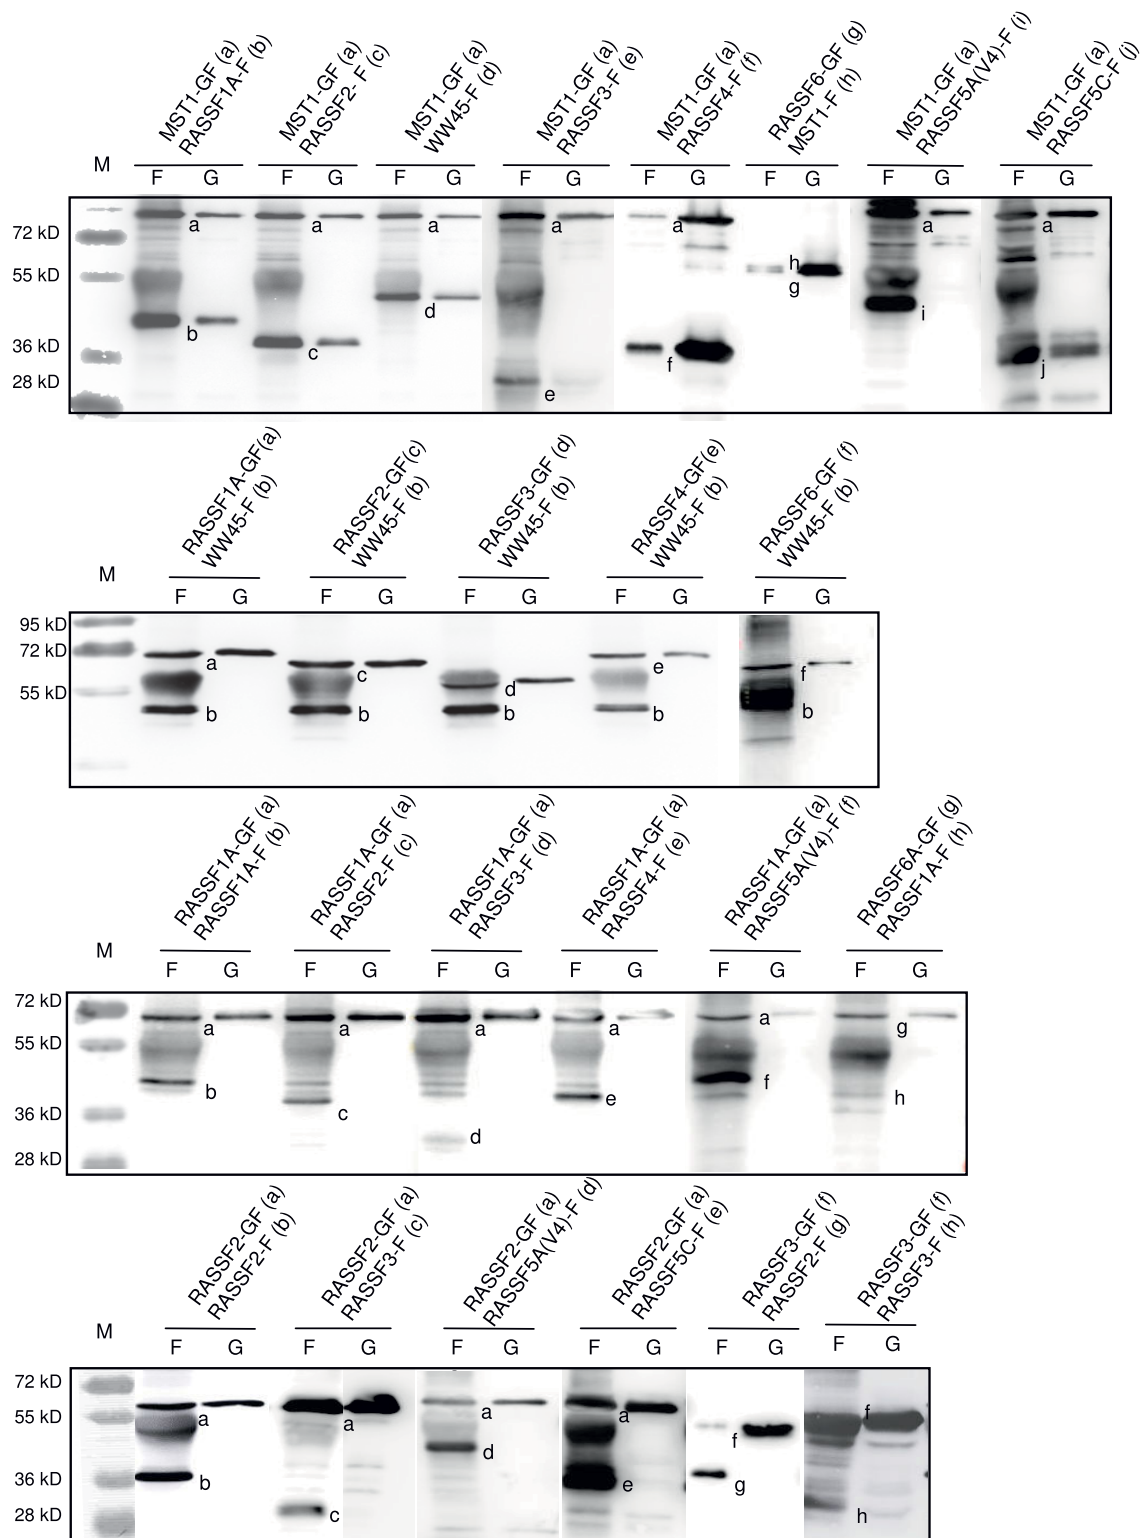 MST1-GF (a)
RASSF1A-F (b)
MST1-GF (a)
RASSF2- F (c)
MST1-GF (a)
WW45-F (d)
MST1-GF (a)
RASSF3-F (e)
MST1-GF (a)
RASSF4-F (f)
RASSF6-GF (g)
MST1-F (h)
MST1-GF (a)
RASSF5A(V4)-F (i)
MST1-GF (a)
RASSF5C-F (j)
M
F G F G F G F G F G F G F G F G
72 kD
55 kD
36 kD
28 kD
a a a a a a a
h
g
b c d e f i j
RASSF1A-GF(a)
WW45-F (b)
RASSF2-GF(c)
WW45-F (b)
RASSF3-GF (d)
WW45-F (b)
RASSF4-GF(e)
WW45-F (b)
RASSF6-GF (f)
WW45-F (b)
M
F G F G F G F G F G
95 kD
72 kD
55 kD
a c d e f
b b b b b
RASSF1A-GF (a)
RASSF1A-F (b)
RASSF1A-GF (a)
RASSF2-F (c)
RASSF1A-GF (a)
RASSF3-F (d)
RASSF1A-GF (a)
RASSF4-F (e)
RASSF1A-GF (a)
RASSF5A(V4)-F (f)
RASSF6A-GF (g)
RASSF1A-F (h)
M
F G F G F G F G F G F G
72 kD
55 kD
36 kD
28 kD
a a a a a g
b c d e f h
RASSF2-GF (a)
RASSF2-F (b)
RASSF2-GF (a)
RASSF3-F (c)
RASSF2-GF (a)
RASSF5A(V4)-F (d)
RASSF2-GF (a)
RASSF5C-F (e)
RASSF3-GF (f)
RASSF2-F (g)
RASSF3-GF (f)
RASSF3-F (h)
M
F G F G F G F G F G F G
72 kD
55 kD
36 kD
28 kD
a a a a f f
b c d e g h